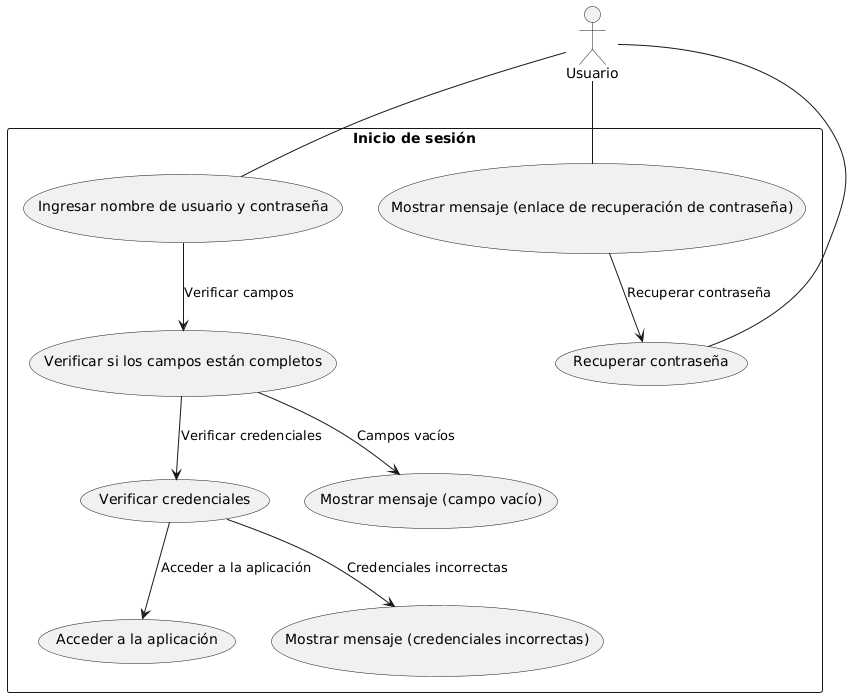 Usuario
Inicio de sesión
Ingresar nombre de usuario y contraseña
Mostrar mensaje (enlace de recuperación de contraseña)
Verificar campos
Recuperar contraseña
Verificar si los campos están completos
Recuperar contraseña
Verificar credenciales
Campos vacíos
Verificar credenciales
Mostrar mensaje (campo vacío)
Acceder a la aplicación
Credenciales incorrectas
Acceder a la aplicación
Mostrar mensaje (credenciales incorrectas)